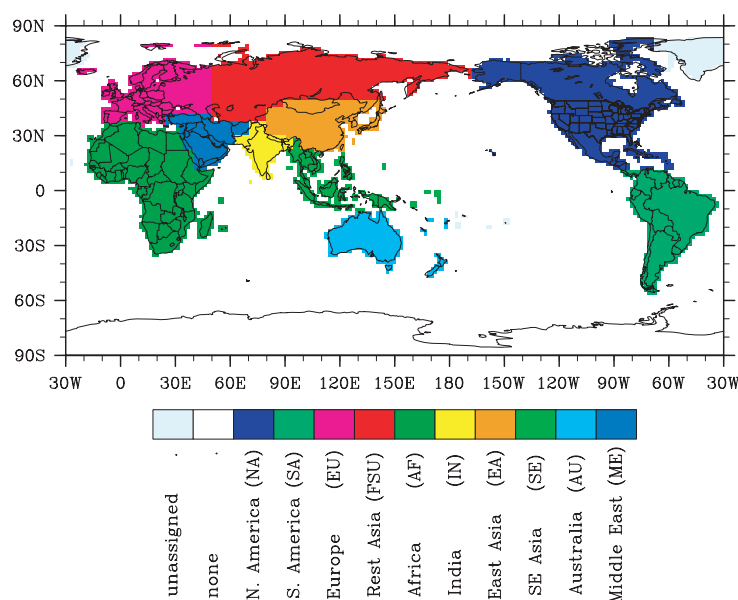 90N
60N
30N
0
30S
60S
90S
30W 0 30E 60E 90E 120E 150E 180 150W 120W 90W 60W 30W
unassigned .
none .
N. America (NA)
S. America (SA)
Europe (EU)
Rest Asia (FSU)
Africa (AF)
India (IN)
East Asia (EA)
SE Asia (SE)
Australia (AU)
Middle East (ME)